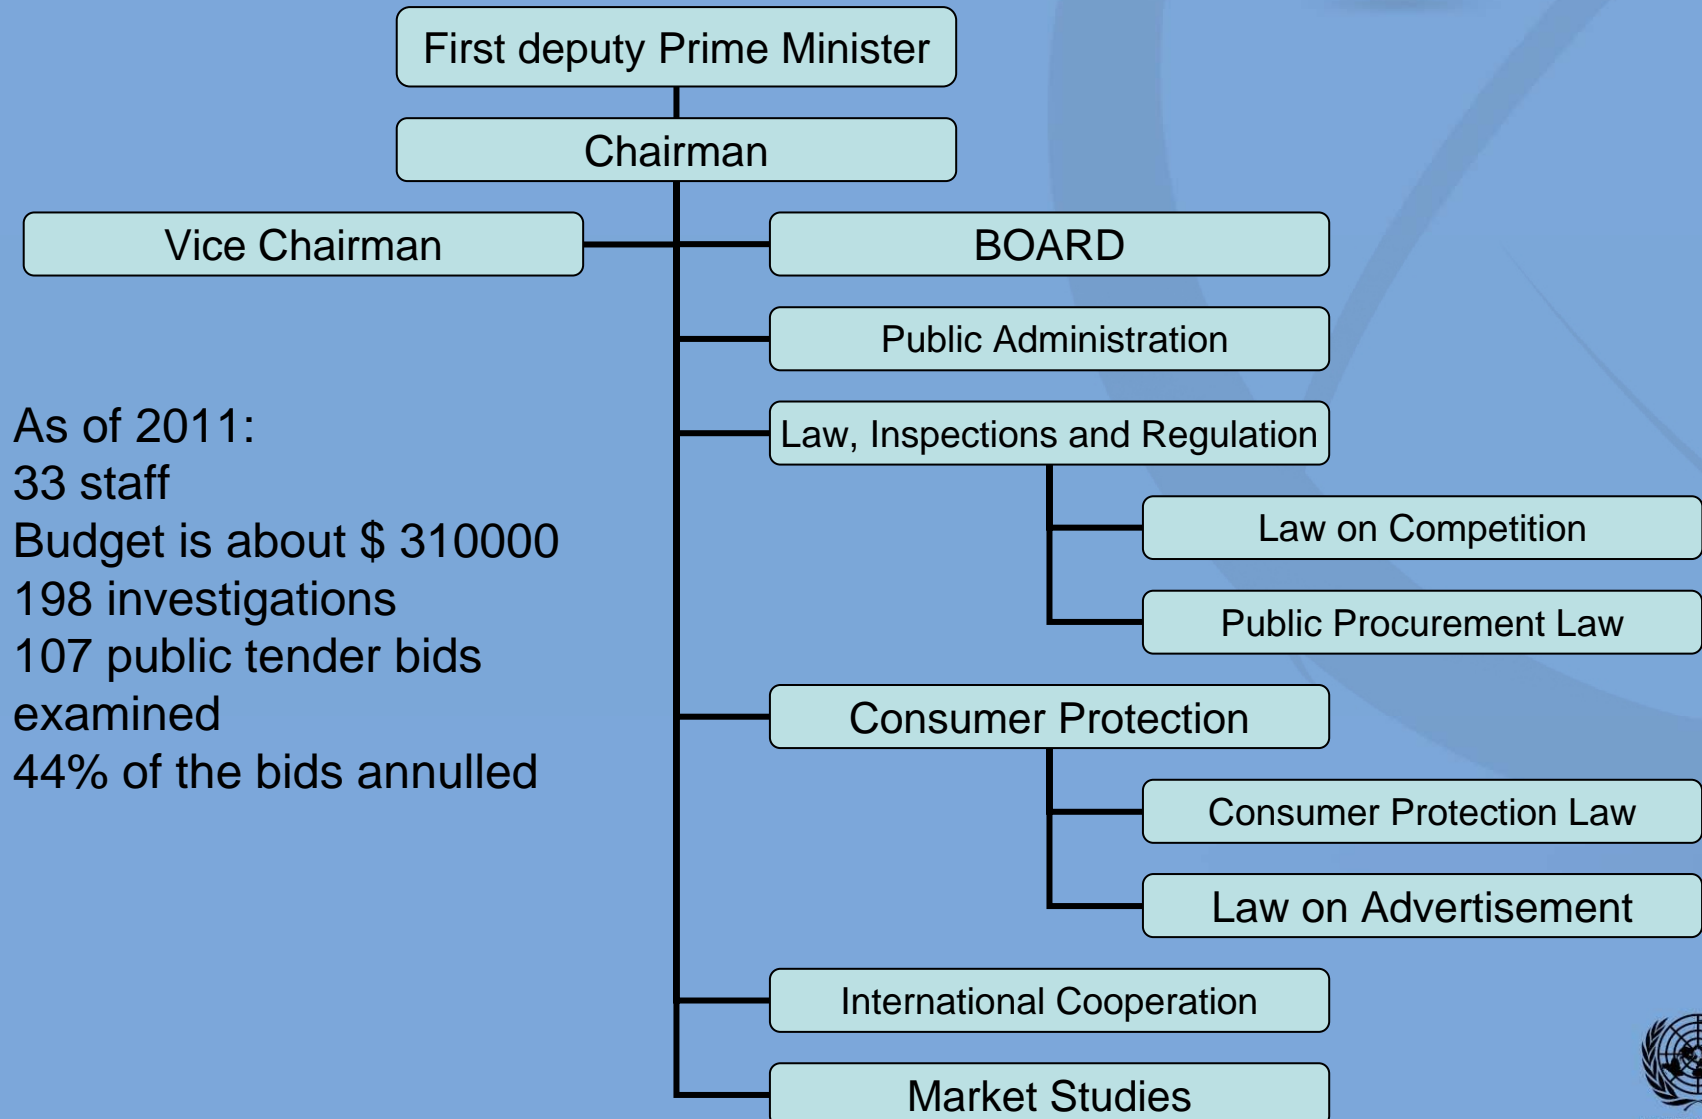 First deputy Prime Minister
Chairman
Vice Chairman
BOARD
Public Administration
Law, Inspections and Regulation
Law on Competition
Public Procurement Law
Consumer Protection
Consumer Protection Law
Law on Advertisement
International Cooperation
Market Studies
As of 2011:
33 staff
Budget is about $ 310000
198 investigations
107 public tender bids
examined
44% of the bids annulled